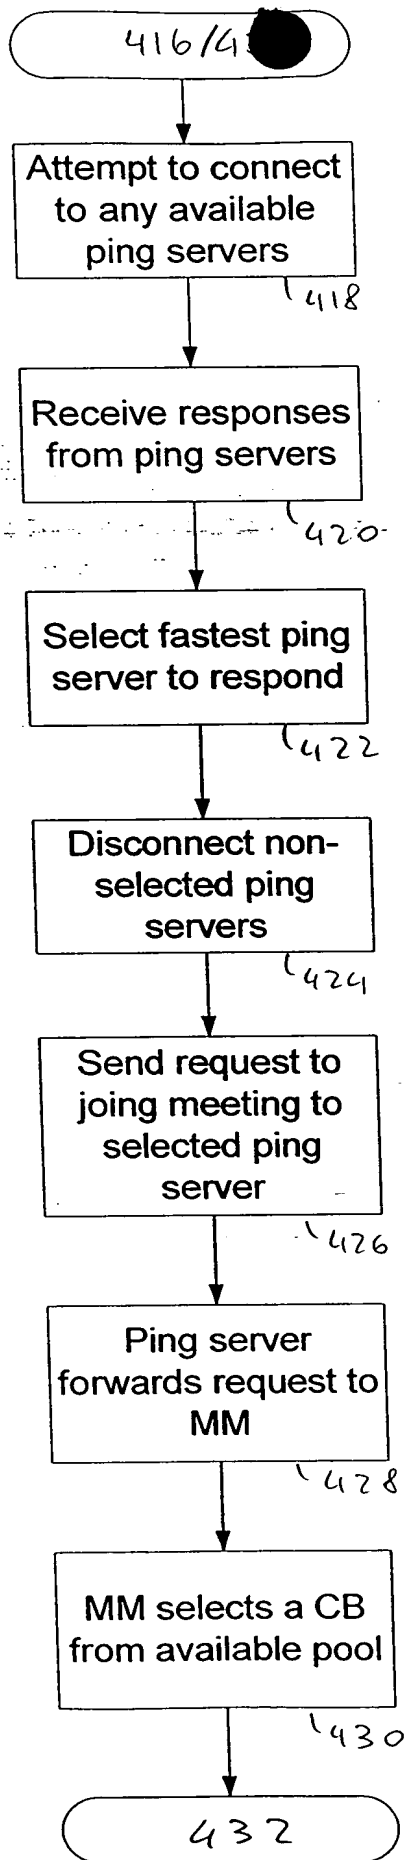 416/4
Attempt to connect
to any available
ping servers
418
Receive responses
from ping servers
420
Select fastest ping
server to respond
422
Disconnect non-
selected ping
servers
424
Send request to
joing meeting to
selected ping
server
426
Ping server
forwards request to
MM
428
MM selects a CB
from available pool
430
432